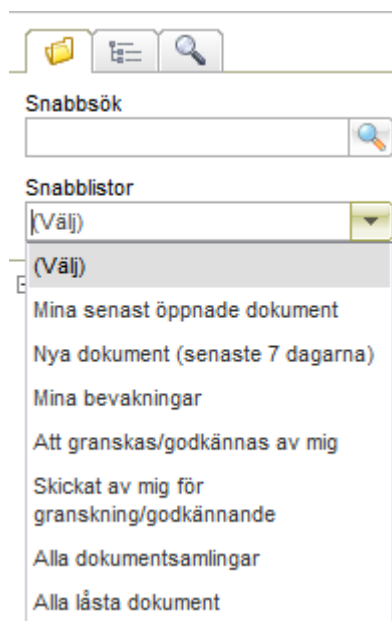 Snabbsök
Snabblistor
(Välj)
(Välj)
Mina senast öppnade dokument
Nya dokument (senaste 7 dagarna)
Mina bevakningar
Att granskas/godkännas av mig
Skickat av mig för
granskning/godkännande
Alla dokumentsamlingar
Alla låsta dokument